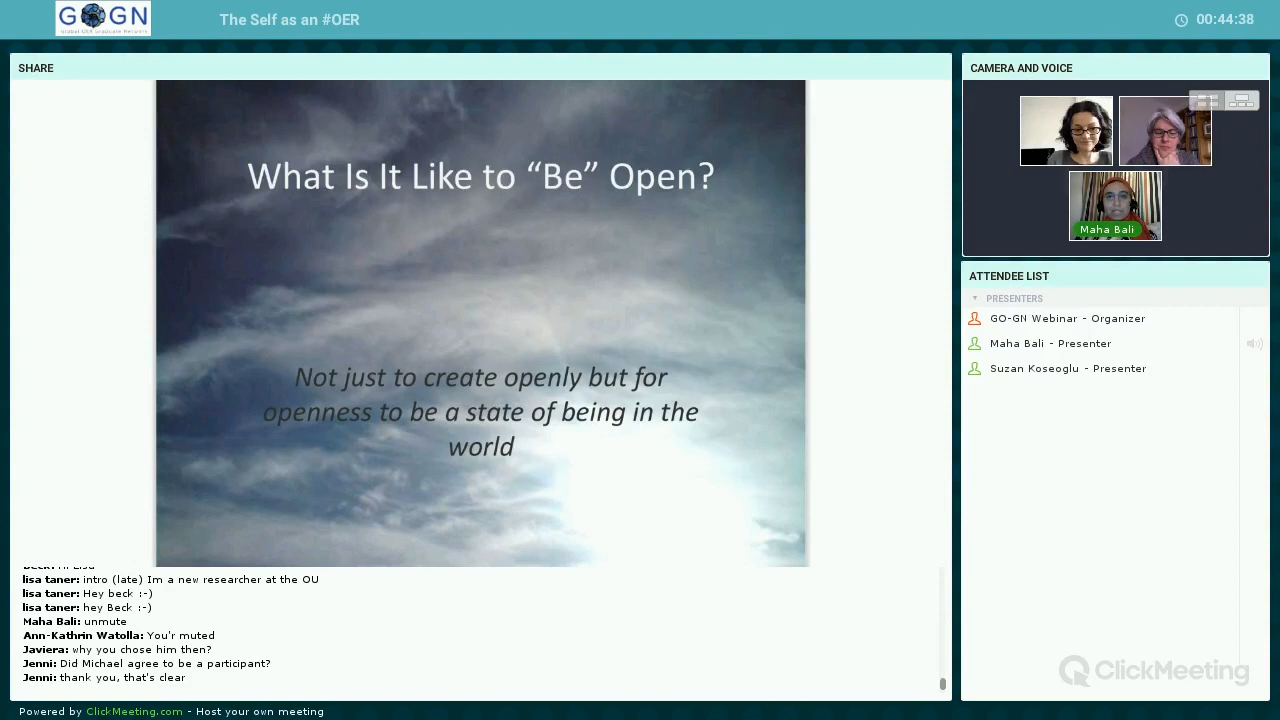 GOGN
Global OER Graduate Network
The Self as an #OER
00:44:38
SHARE
What Is It Like to “Be” Open?
Not just to create openly but for
openness to be a state of being in the
world
lisa taner: intro (late) Im a new researcher at the OU
lisa taner: Hey beck :-)
lisa taner: hey Beck :-)
Maha Bali: unmute
Ann-Kathrin Watolla: You'r muted
Javiera: why you chose him then?
Jenni: Did Michael agree to be a participant?
Jenni: thank you, that's clear
CAMERA AND VOICE
Maha Bali
ATTENDEE LIST
PRESENTERS
GO-GN Webinar - Organizer
Maha Bali - Presenter
Suzan Koseoglu - Presenter
ClickMeeting
Powered by ClickMeeting.com - Host your own meeting